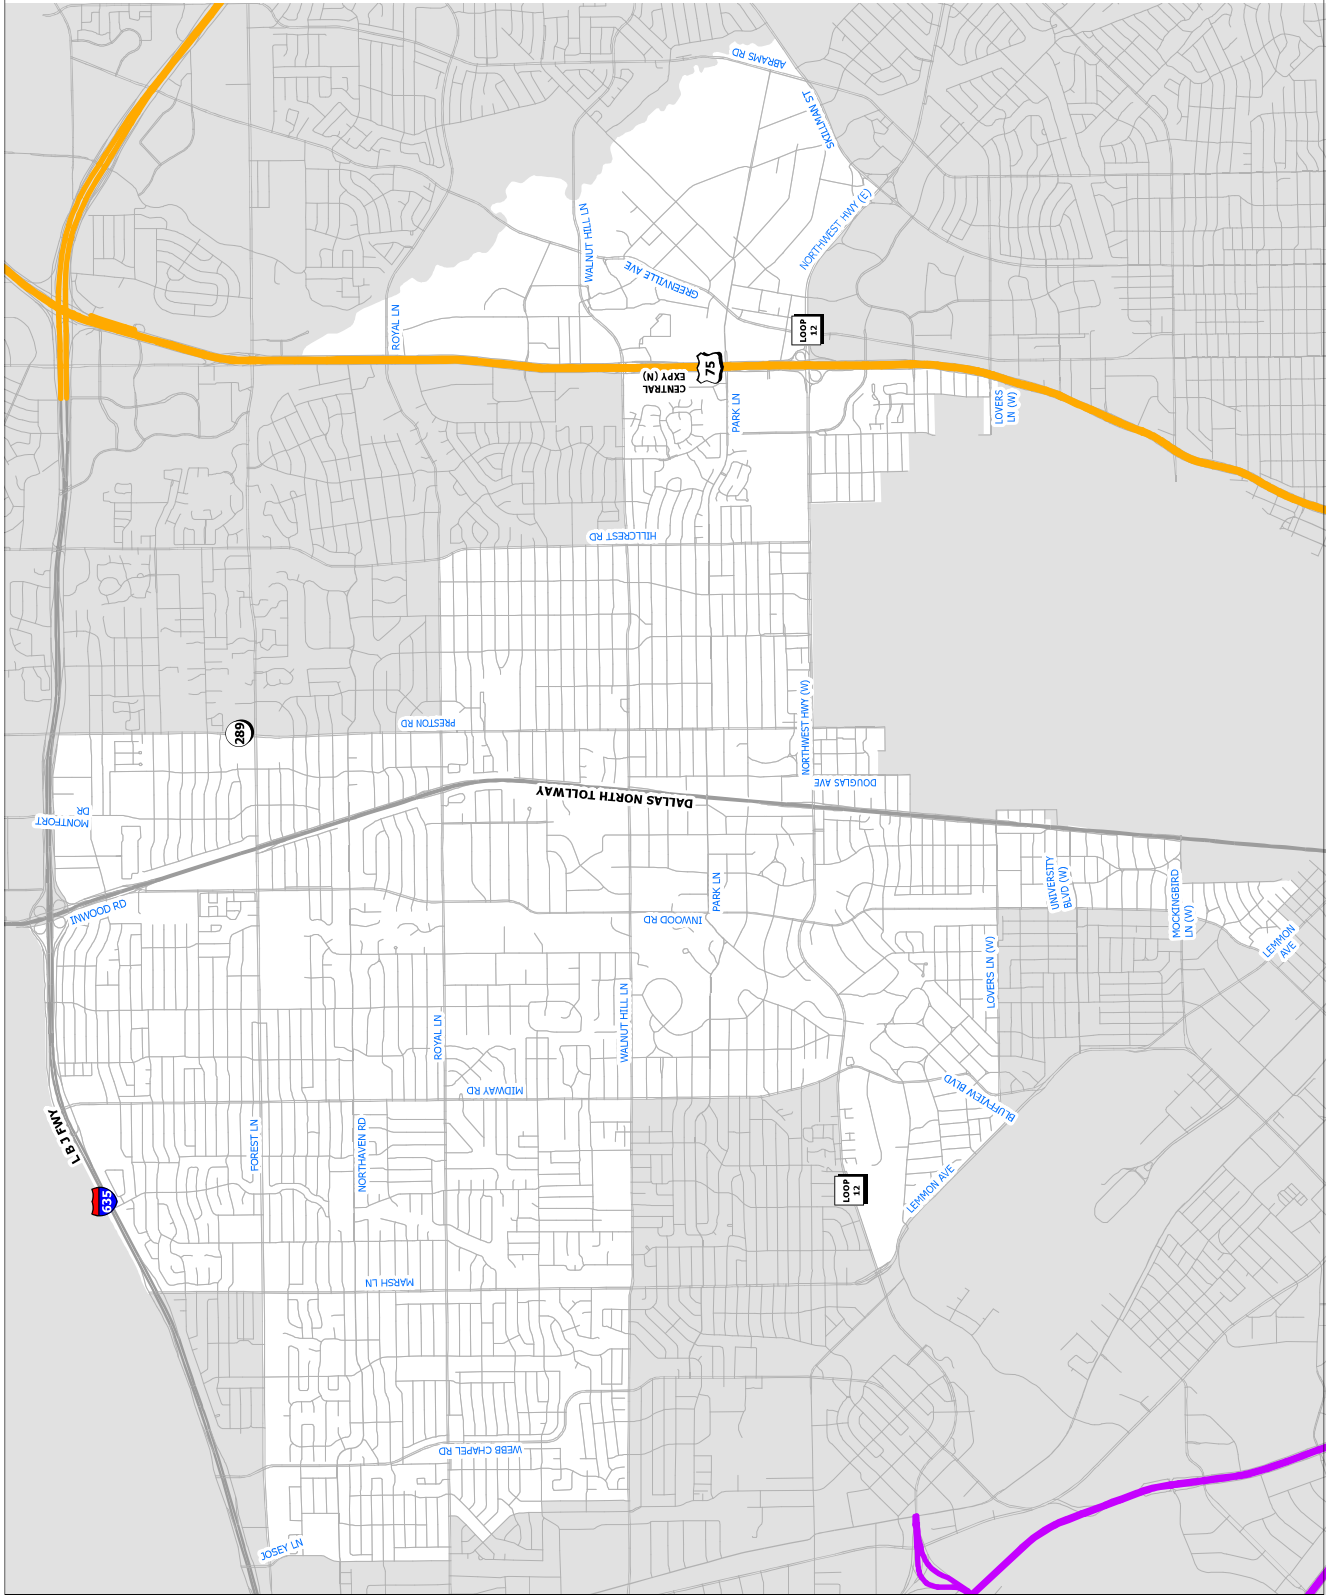 ABRAMS RD
SKILLMAN ST
NORTHWEST HWY (E)
WALNUT HILL LN
GREENVILLE AVE
ROYAL LN
LOOP
12
75
CENTRAL
EXPY (N)
PARK LN
LOVERS
LN (W)
HILLCREST RD
PRESTON RD
289
NORTHWEST HWY (W)
DOUGLAS AVE
DALLAS NORTH TOLLWAY
MONTFORT
DR
INWOOD RD
PARK LN
INWOOD RD
UNIVERSITY
BLVD (W)
MOCKINGBIRD
LN (W)
LEMMON
AVE
LOVERS LN (W)
WALNUT HILL LN
ROYAL LN
MIDWAY RD
BLUFFVIEW BLVD
L B J FWY
FOREST LN
NORTHAVEN RD
635
LOOP
12
LEMMON AVE
MARSH LN
WEBB CHAPEL RD
JOSEY LN